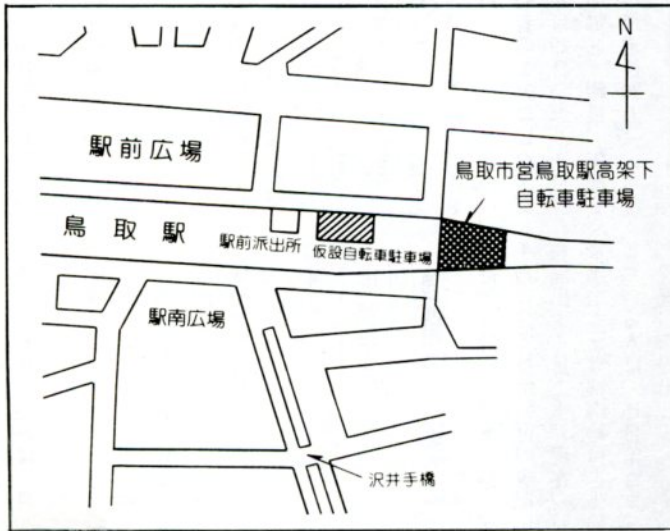 N
駅前広場
鳥取市営鳥取駅高架下
自転車駐車場
鳥取駅
駅前派出所
仮設自転車駐車場
駅南広場
沢井手橋